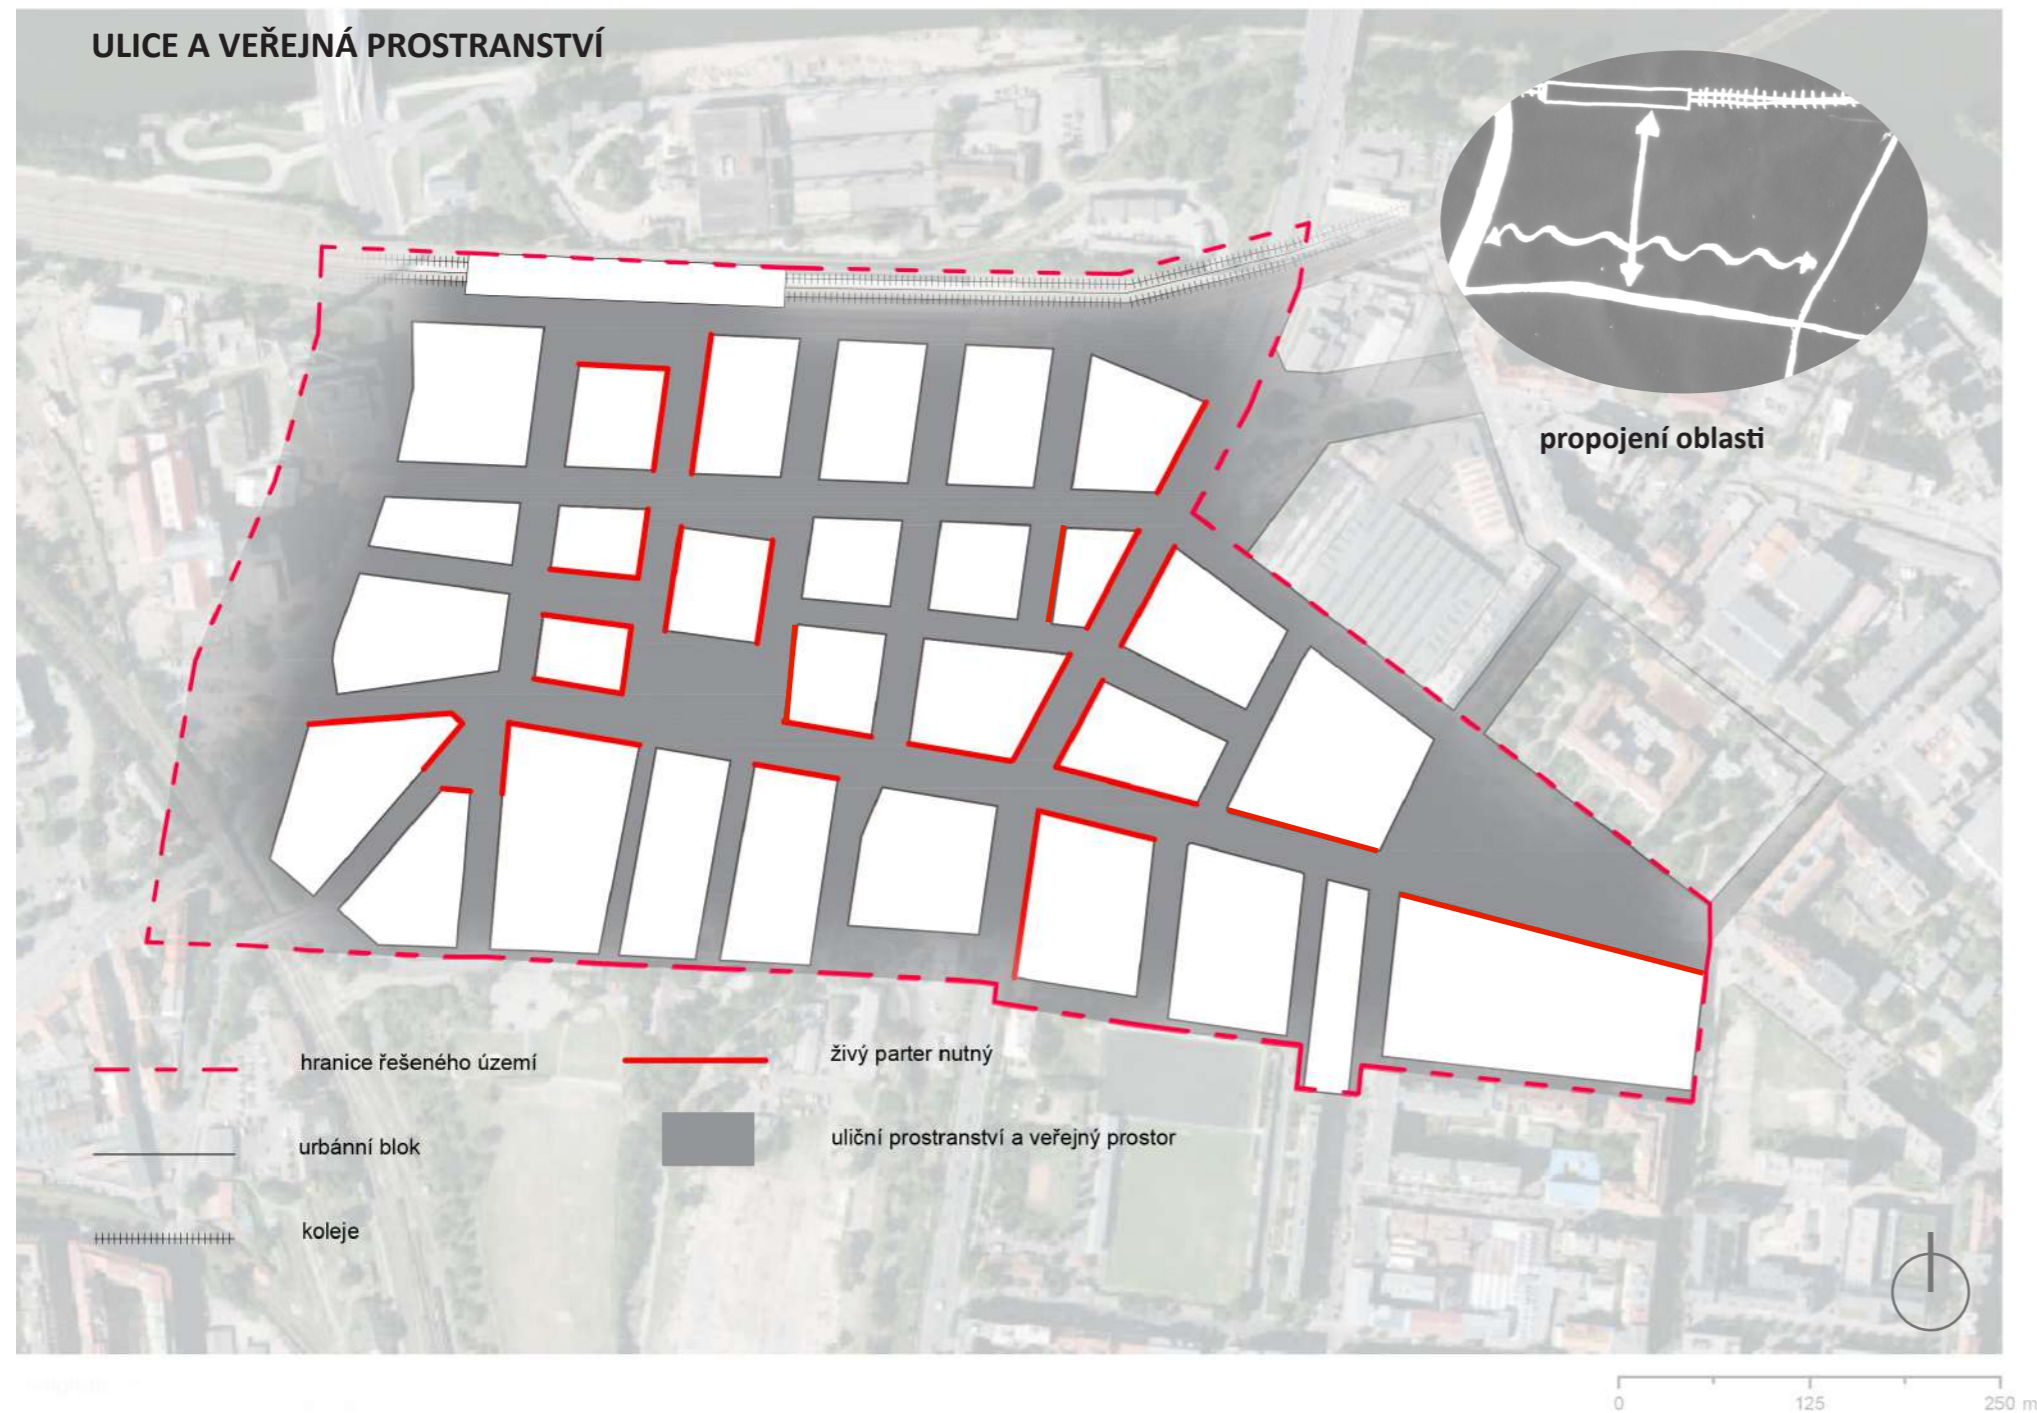 ULICE A VEŘEJNÁ PROSTRANSTVÍ
propojení oblasti
hranice řešeného území
živý parter nutný
urbánní blok
uliční prostranství a veřejný prostor
koleje
0 125 250 m